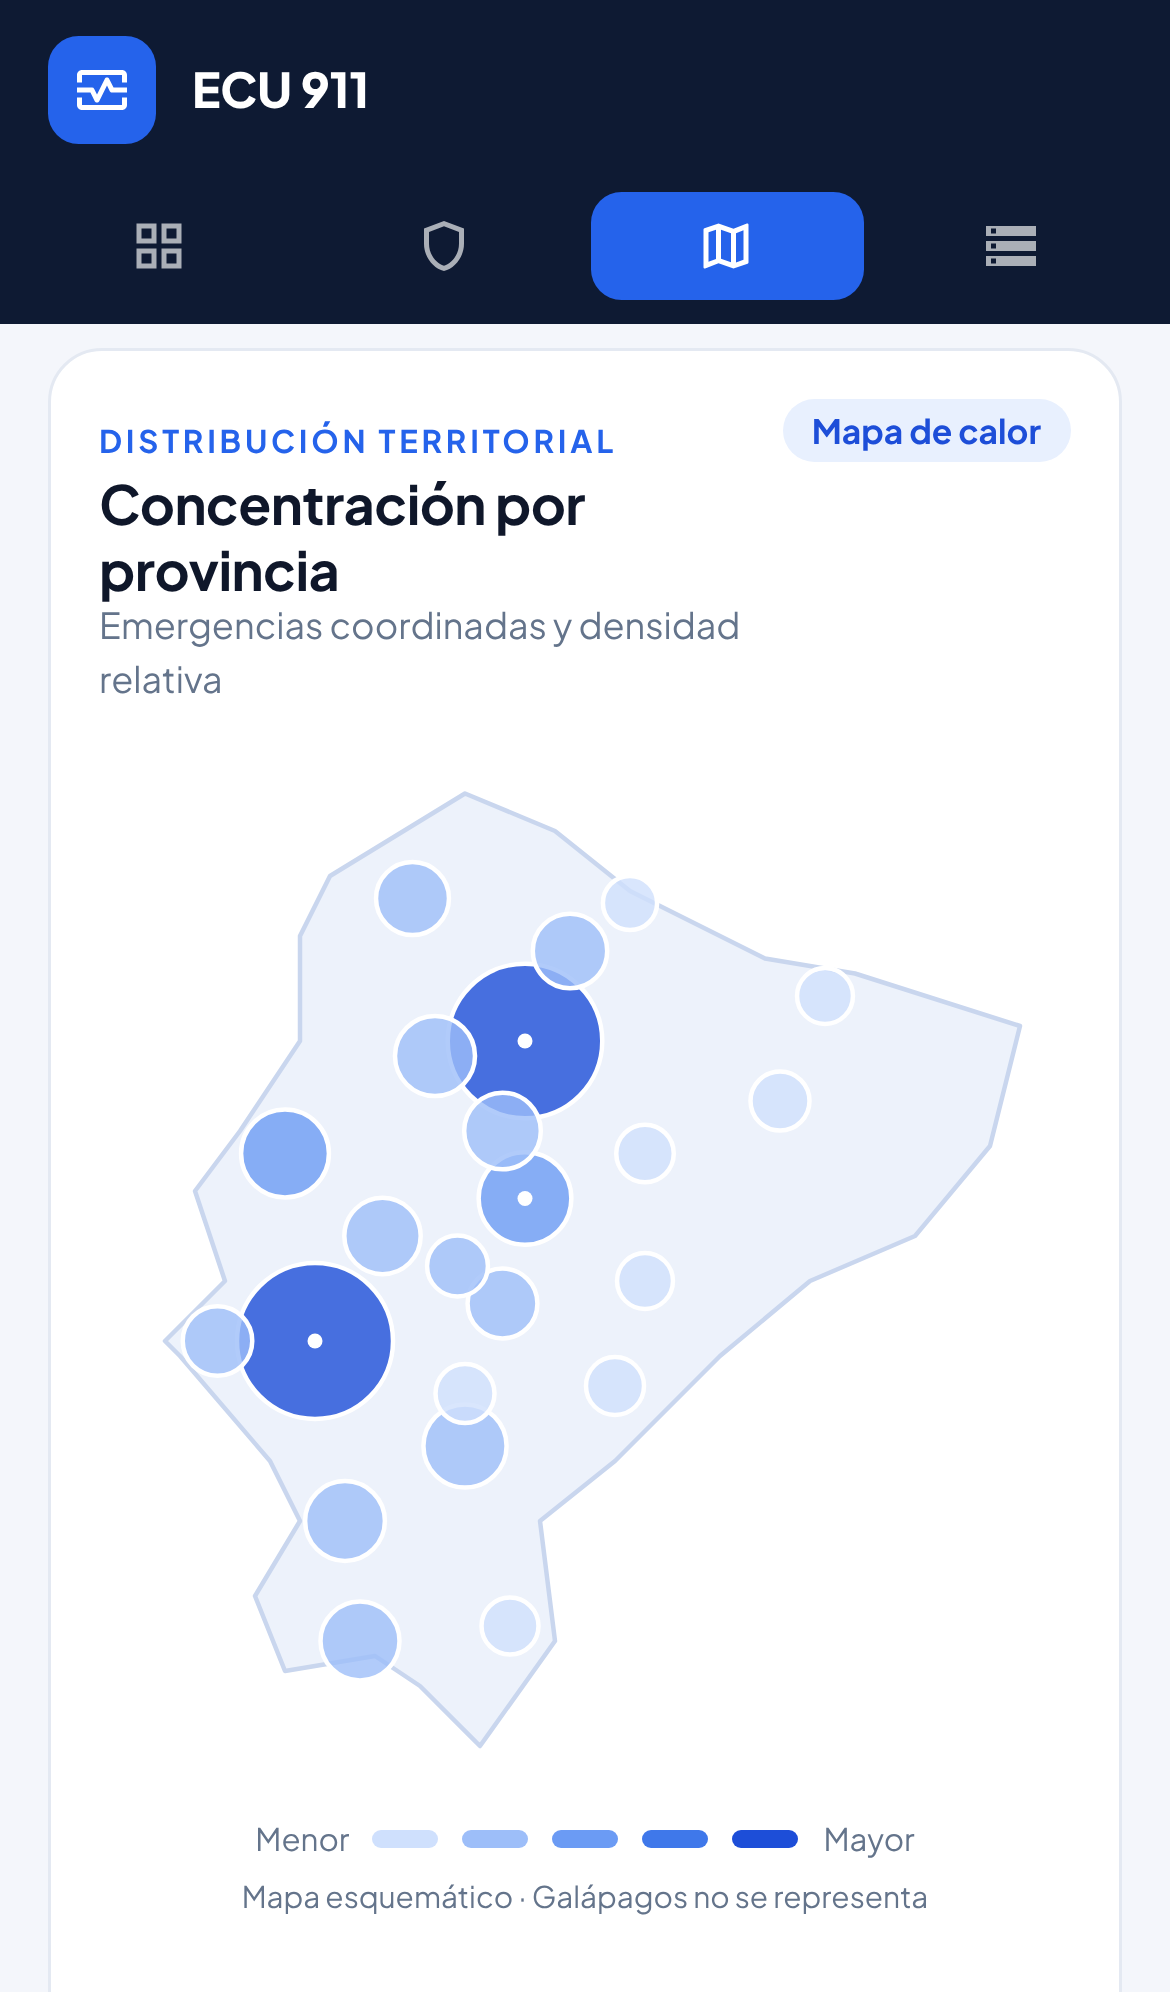 ECU 911
DISTRIBUCIÓN TERRITORIAL
Mapa de calor
Concentración por
provincia
Emergencias coordinadas y densidad
relativa
Menor
Mayor
Mapa esquemático · Galápagos no se representa